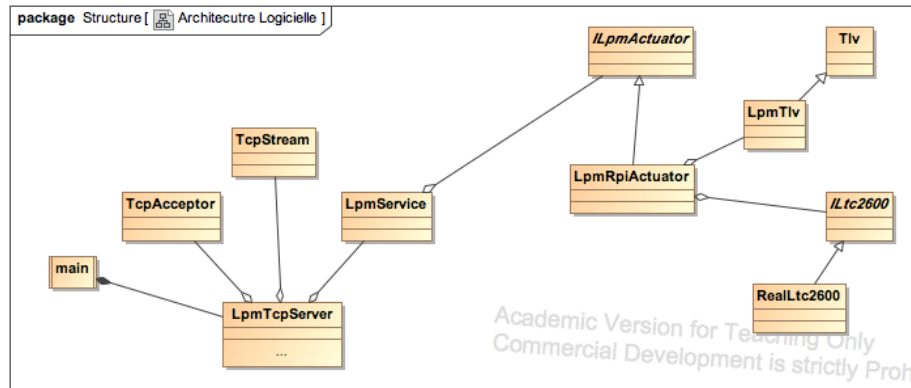 package Structure [ Architecutre Logicielle ]
ILpmActuator
Tlv
LpmTlv
TcpStream
LpmRpiActuator
TcpAcceptor
LpmService
ILtc2600
main
RealLtc2600
LpmTcpServer
...
Academic Version for Teaching Only
Commercial Development is strictly Proh